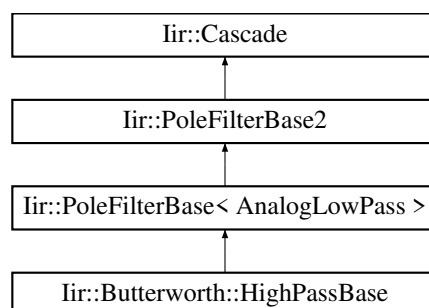 Iir::Cascade
Iir::PoleFilterBase2
Iir::PoleFilterBase< AnalogLowPass >
Iir::Butterworth::HighPassBase